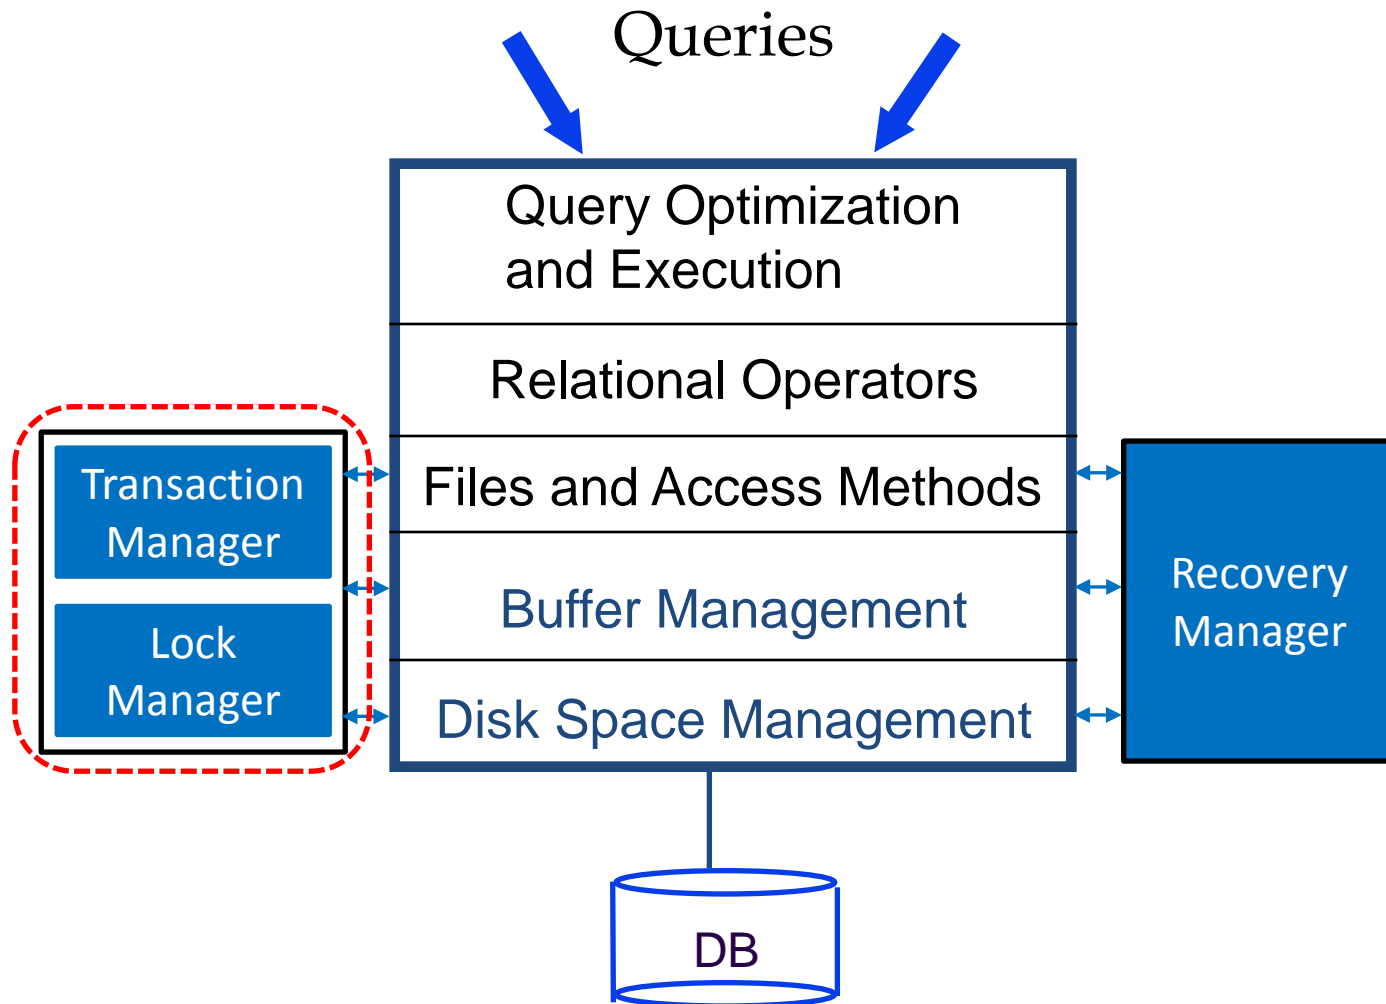 Queries
Query Optimization
and Execution
Relational Operators
Files and Access Methods
Buffer Management
Disk Space Management
Transaction
Manager
Lock
Manager
Recovery
Manager
DB